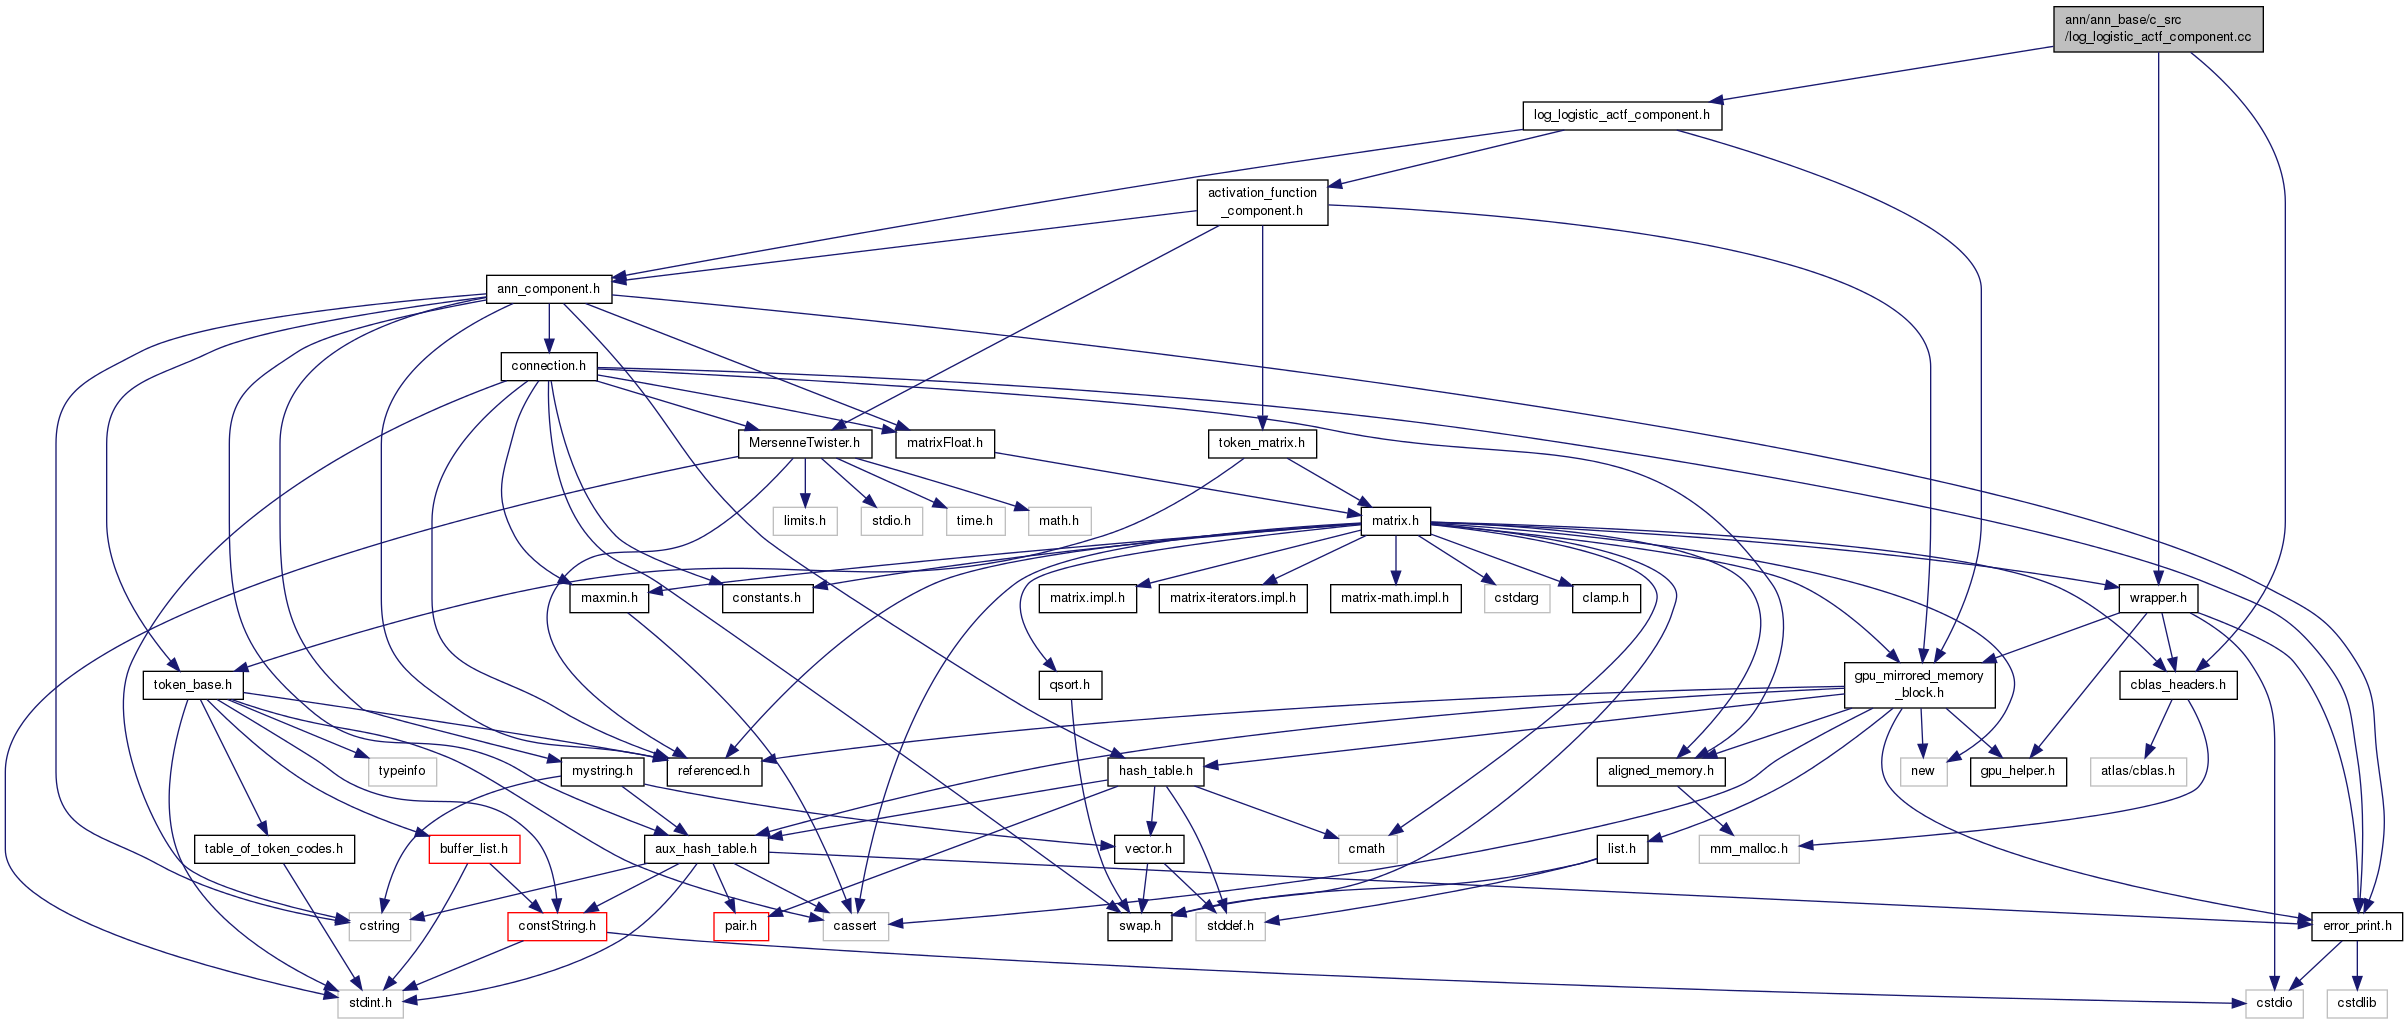 ann/ann_base/c_src
/log_logistic_actf_component.cc
log_logistic_actf_component.h
activation_function
_component.h
ann_component.h
connection.h
MersenneTwister.h
matrixFloat.h
token_matrix.h
limits.h
stdio.h
time.h
math.h
matrix.h
maxmin.h
constants.h
matrix.impl.h
matrix-iterators.impl.h
matrix-math.impl.h
cstdarg
clamp.h
wrapper.h
token_base.h
qsort.h
gpu_mirrored_memory
_block.h
cblas_headers.h
typeinfo
mystring.h
referenced.h
hash_table.h
aligned_memory.h
new
gpu_helper.h
atlas/cblas.h
table_of_token_codes.h
buffer_list.h
aux_hash_table.h
vector.h
cmath
list.h
mm_malloc.h
cstring
constString.h
pair.h
cassert
swap.h
stddef.h
error_print.h
stdint.h
cstdio
cstdlib